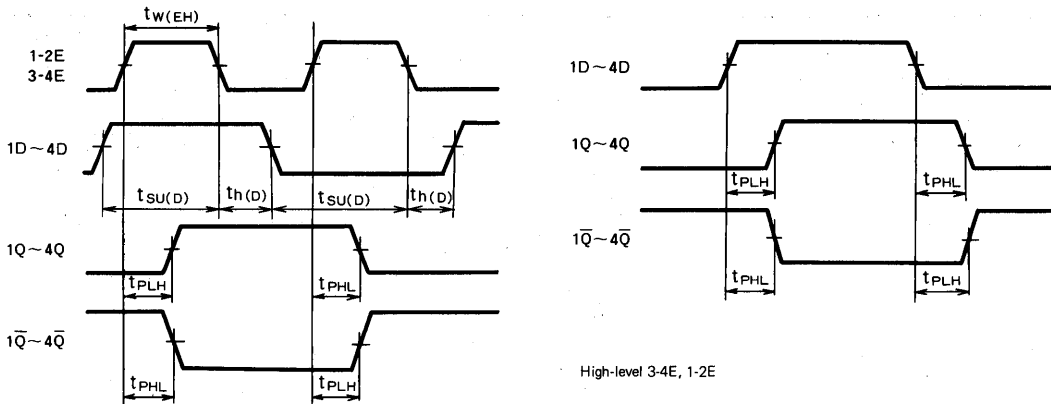 tW(EH)
1-2E
3-4E
1D~4D
tSU(D) th(D) tSU(D) th(D)
1Q~4Q
tPLH tPHL
1Q̅~4Q̅
tPHL tPLH
1D~4D
1Q~4Q
tPLH tPHL
1Q̅~4Q̅
tPHL tPLH
High-level 3-4E, 1-2E